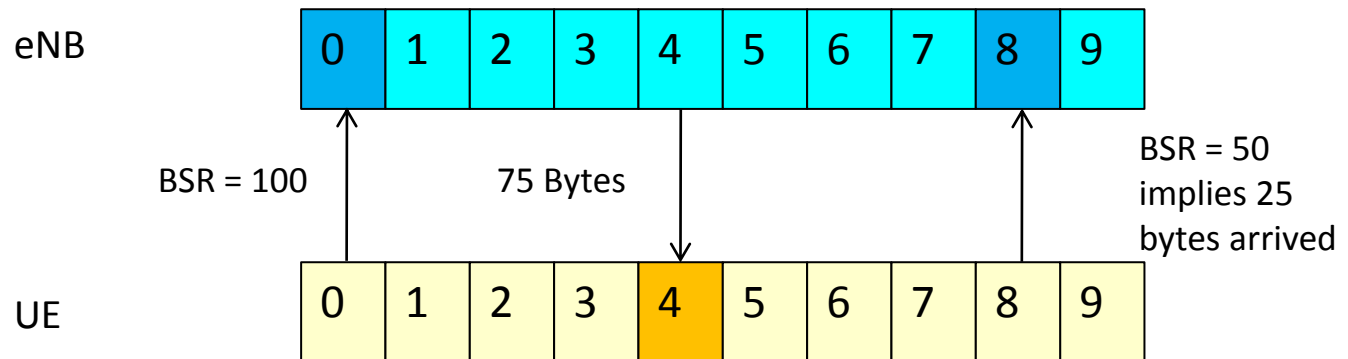 eNB
0 1 2 3 4 5 6 7 8 9
BSR = 100
75 Bytes
BSR = 50
implies 25
bytes arrived
UE
0 1 2 3 4 5 6 7 8 9